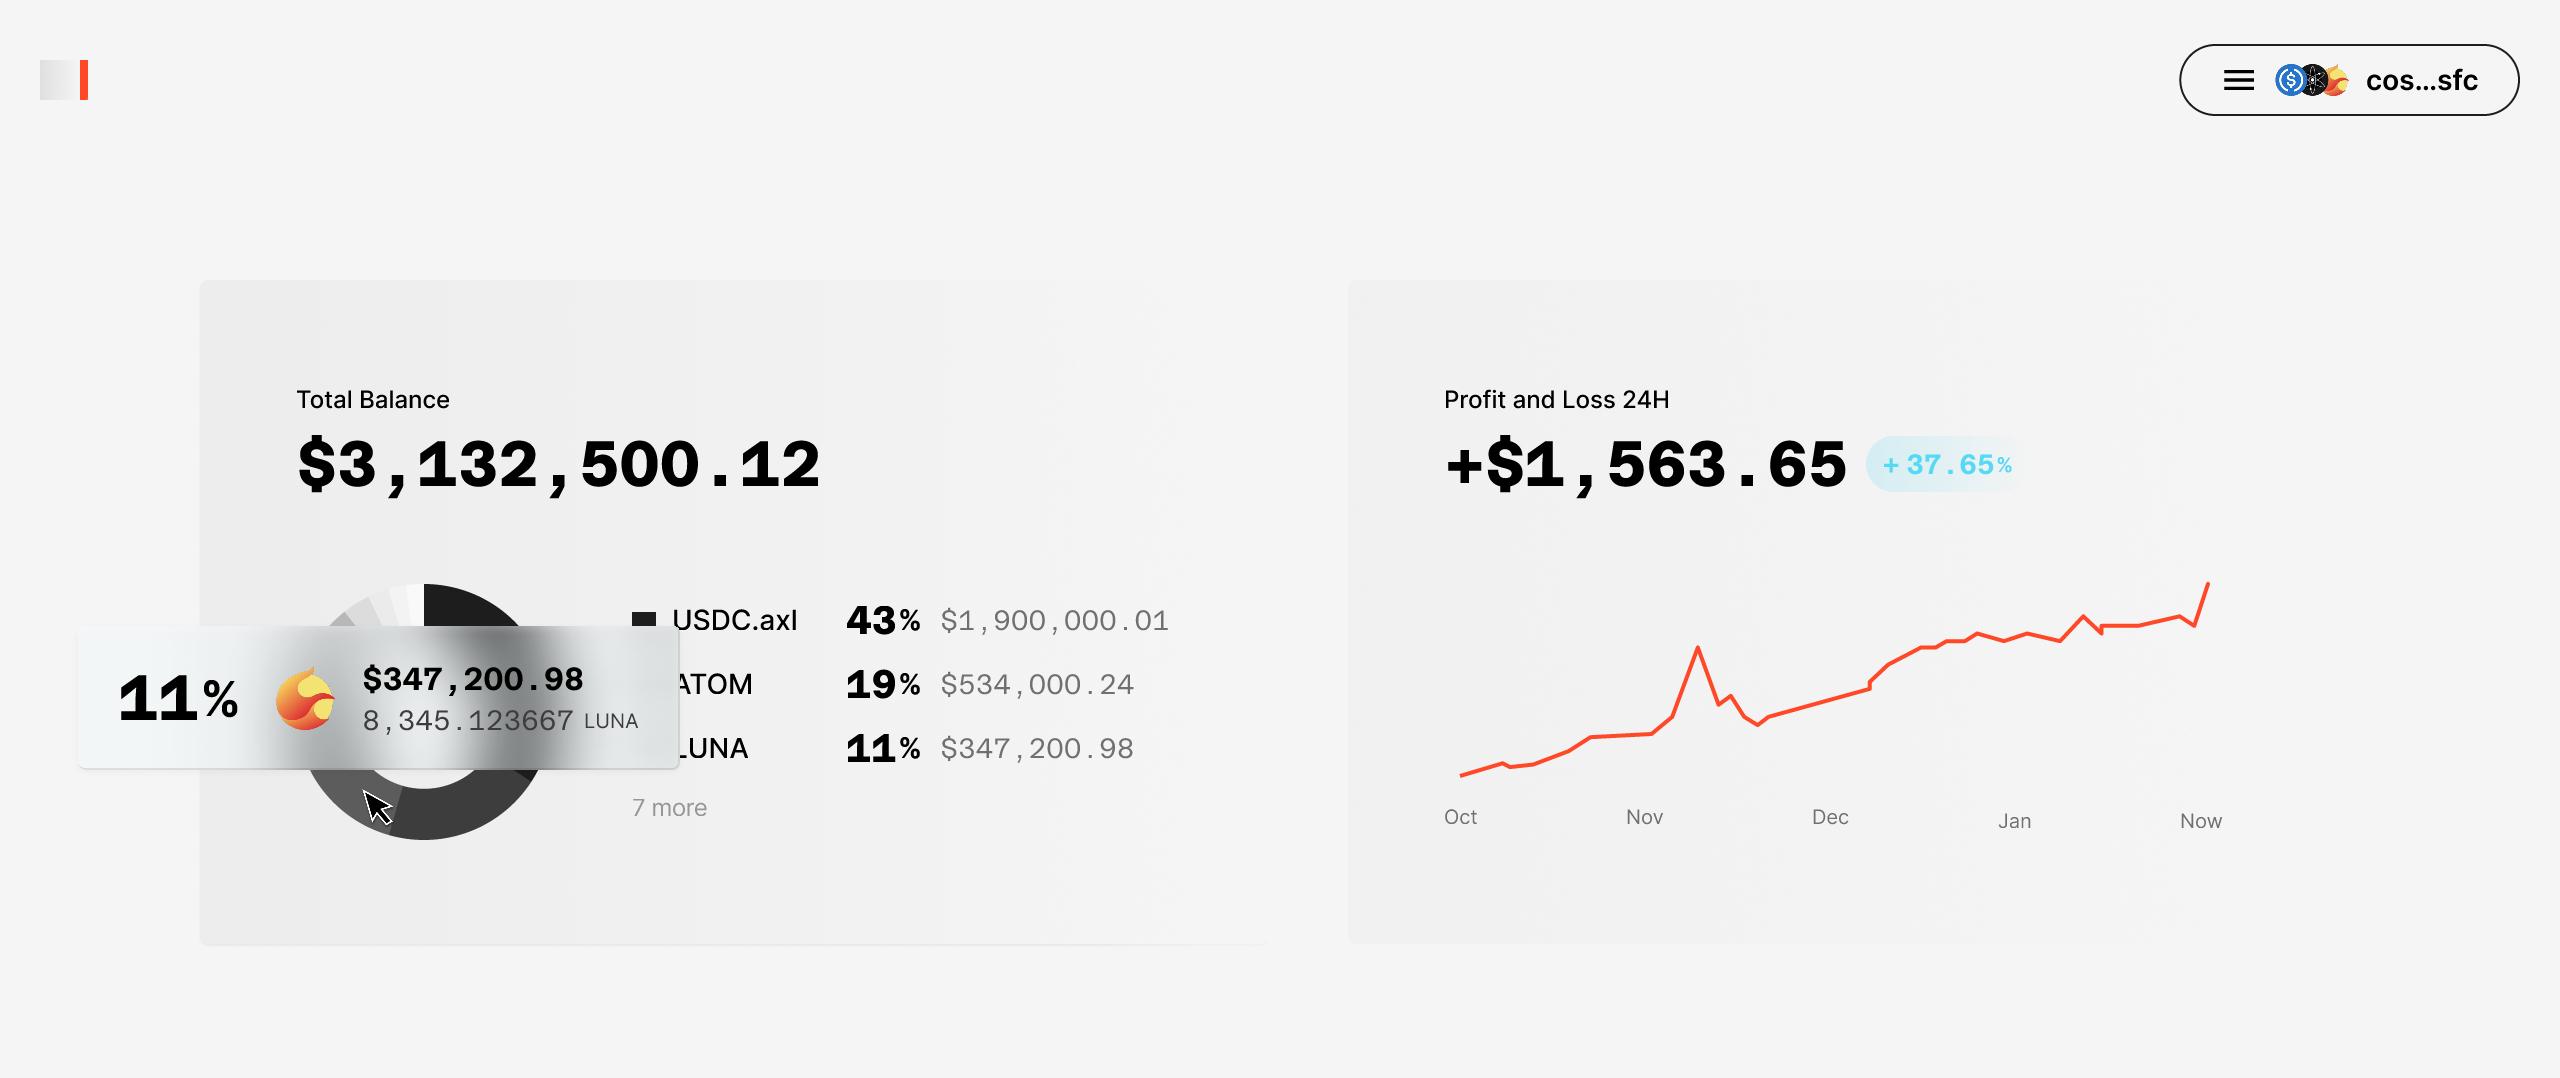 cos...sfc
Total Balance
$3,132,500.12
USDC.axl 43% $1,900,000.01
ATOM 19% $534,000.24
LUNA 11% $347,200.98
7 more
11%
$347,200.98
8,345.123667 LUNA
Profit and Loss 24H
+$1,563.65 +37.65%
Oct Nov Dec Jan Now